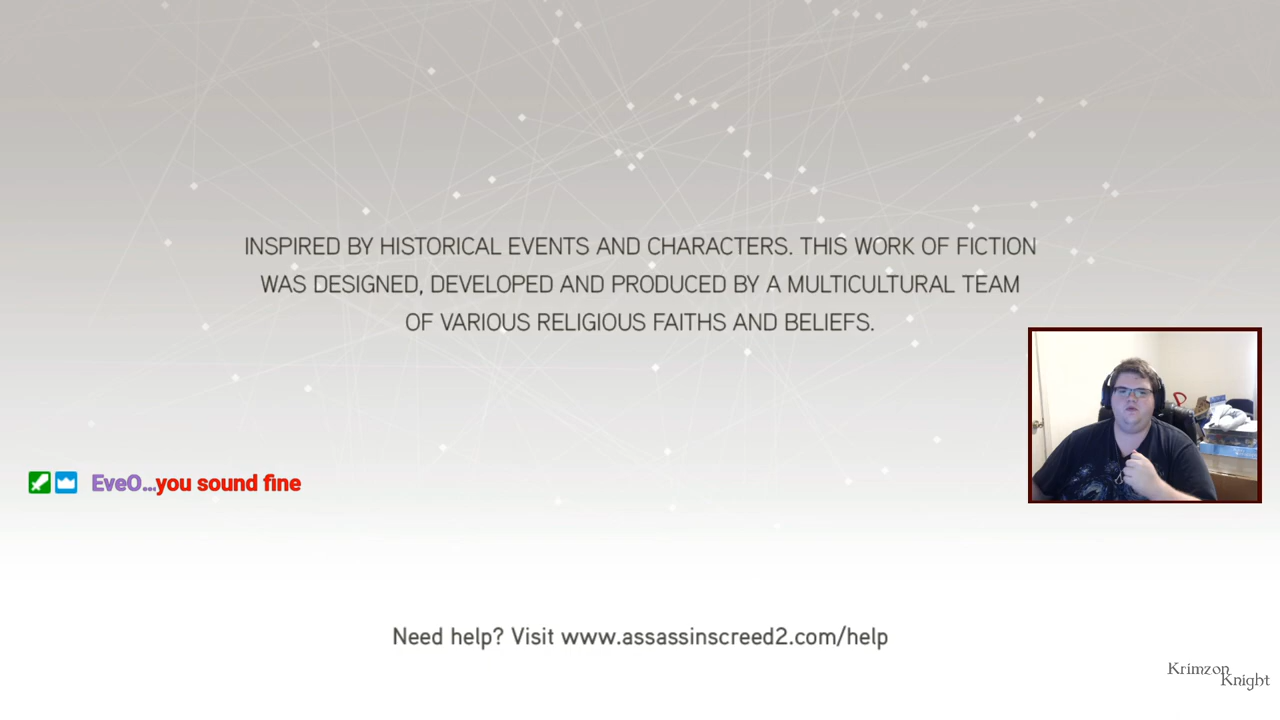 INSPIRED BY HISTORICAL EVENTS AND CHARACTERS. THIS WORK OF FICTION
WAS DESIGNED, DEVELOPED AND PRODUCED BY A MULTICULTURAL TEAM
OF VARIOUS RELIGIOUS FAITHS AND BELIEFS.
EveO...you sound fine
Need help? Visit www.assassinscreed2.com/help
Krimzon
Knight